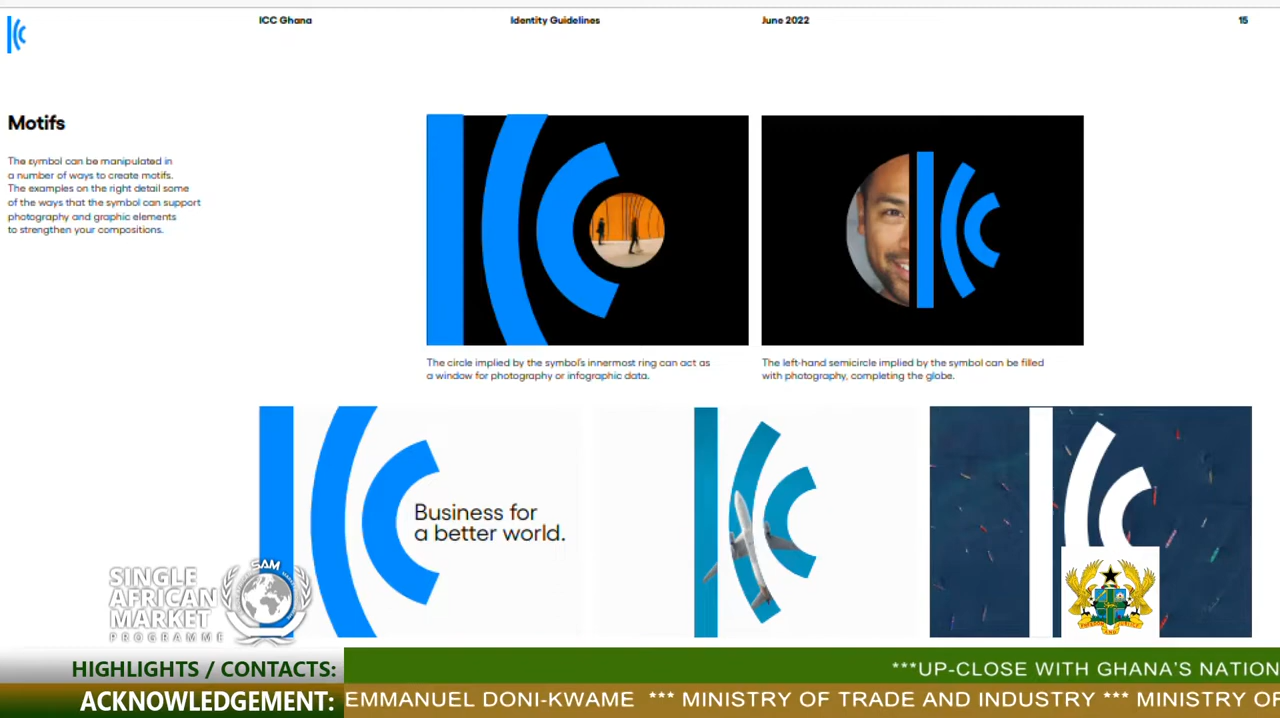 ICC Ghana
Identity Guidelines
June 2022
15
Motifs
The symbol can be manipulated in
a number of ways to create motifs.
The examples on the right detail some
of the ways that the symbol can support
photography and graphic elements
to strengthen your compositions.
The circle implied by the symbol's innermost ring can act as
a window for photography or infographic data.
The left-hand semicircle implied by the symbol can be filled
with photography, completing the globe.
Business for
a better world.
SINGLE
AFRICAN
MARKET
PROGRAMME
SAM
FREEDOM AND JUSTICE
HIGHLIGHTS / CONTACTS:
***UP-CLOSE WITH GHANA'S NATION
ACKNOWLEDGEMENT:
EMMANUEL DONI-KWAME *** MINISTRY OF TRADE AND INDUSTRY *** MINISTRY OF